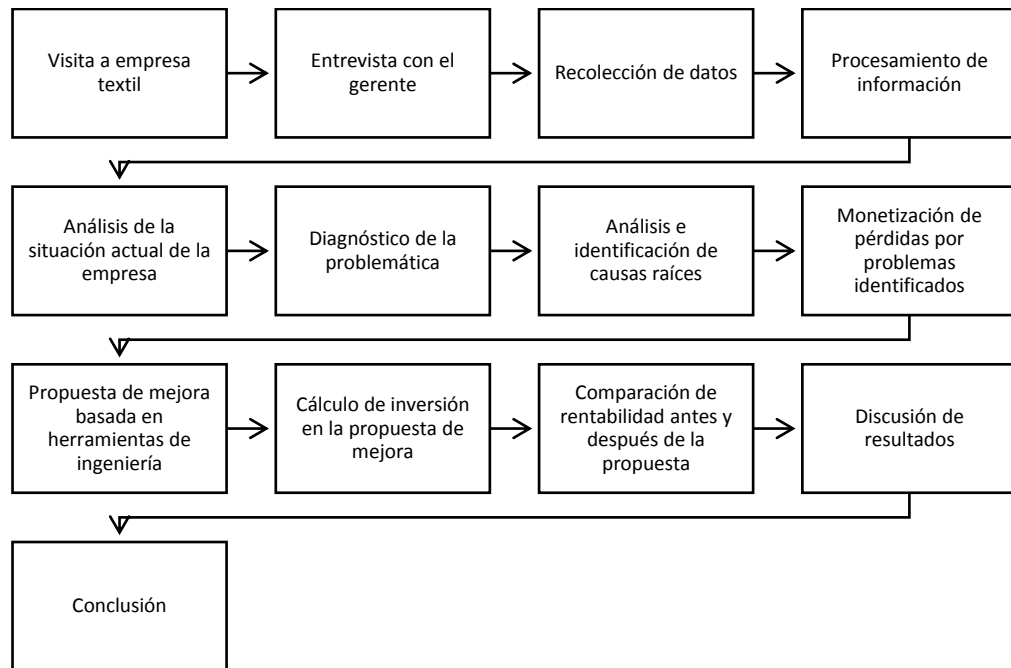 Visita a empresa
textil
Entrevista con el
gerente
Recolección de datos
Procesamiento de
información
Análisis de la
situación actual de la
empresa
Diagnóstico de la
problemática
Análisis e
identificación de
causas raíces
Monetización de
pérdidas por
problemas
identificados
Propuesta de mejora
basada en
herramientas de
ingeniería
Cálculo de inversión
en la propuesta de
mejora
Comparación de
rentabilidad antes y
después de la
propuesta
Discusión de
resultados
Conclusión